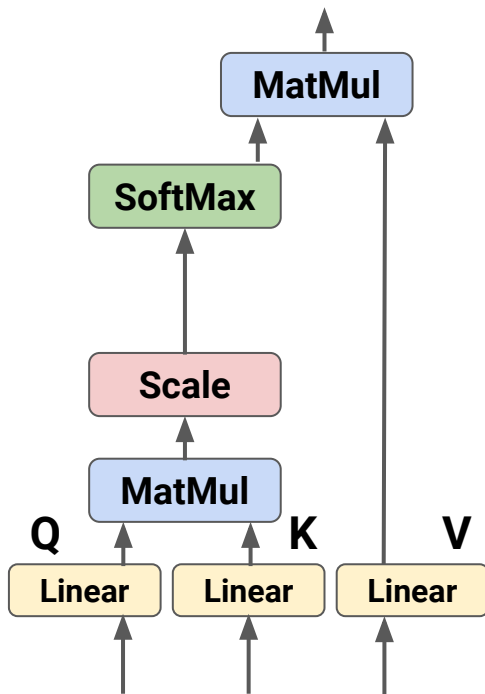 MatMul
SoftMax
Scale
MatMul
Q K V
Linear Linear Linear